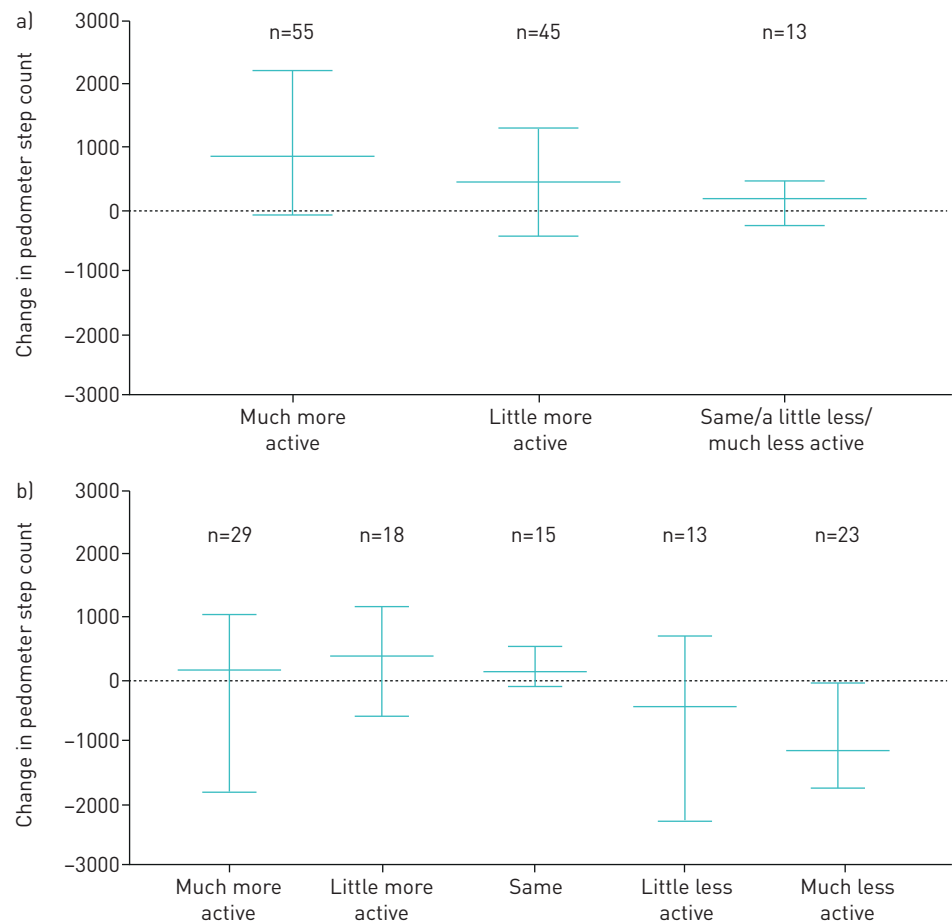 a)
Change in pedometer step count
3000
2000
1000
0
–1000
–2000
–3000
n=55
n=45
n=13
Much more
active
Little more
active
Same/a little less/
much less active
b)
Change in pedometer step count
3000
2000
1000
0
–1000
–2000
–3000
n=29
n=18
n=15
n=13
n=23
Much more
active
Little more
active
Same
Little less
active
Much less
active